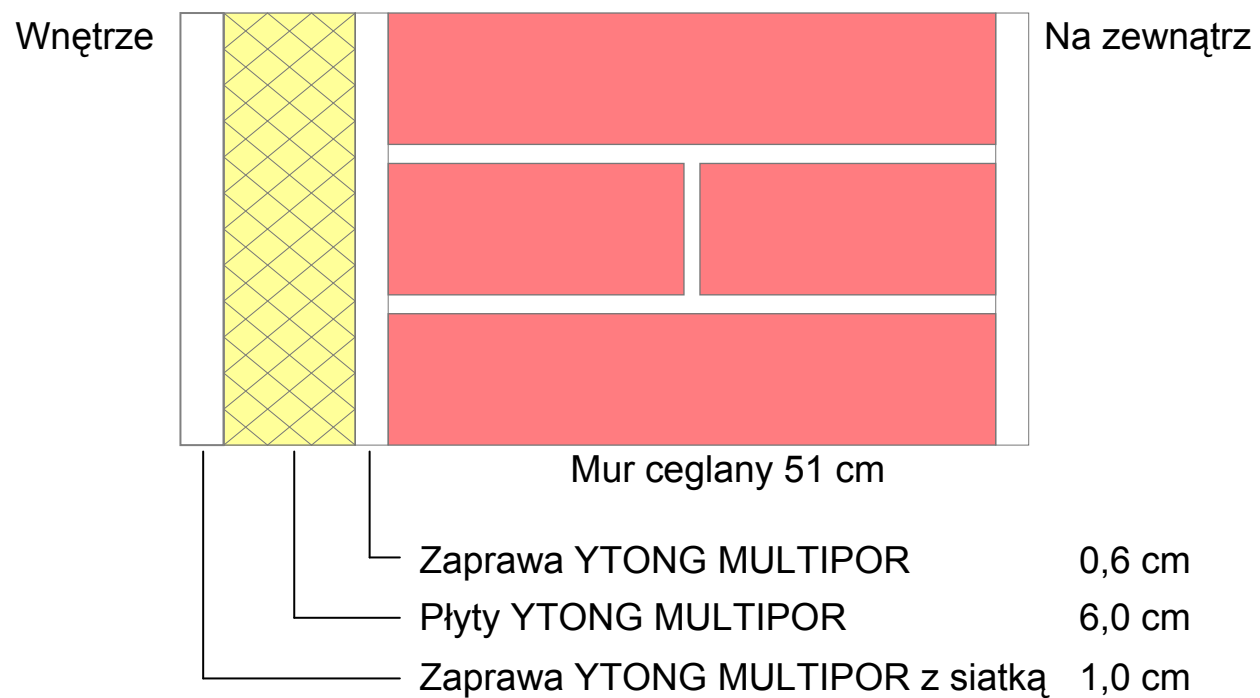 Wnętrze
Na zewnątrz
Mur ceglany 51 cm
Zaprawa YTONG MULTIPOR 0,6 cm
Płyty YTONG MULTIPOR 6,0 cm
Zaprawa YTONG MULTIPOR z siatką 1,0 cm